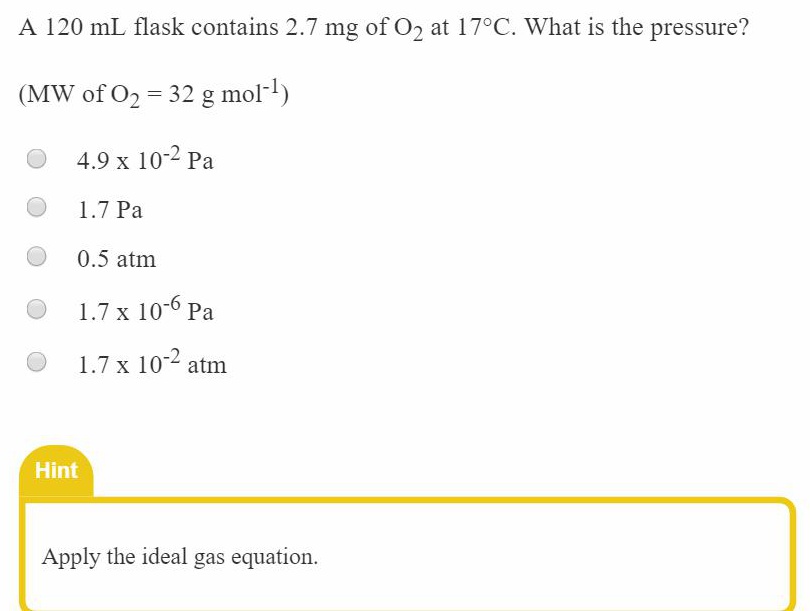 A 120 mL flask contains 2.7 mg of O₂ at 17°C. What is the pressure?
(MW of O₂ = 32 g mol⁻¹)
4.9 x 10⁻² Pa
1.7 Pa
0.5 atm
1.7 x 10⁻⁶ Pa
1.7 x 10⁻² atm
Hint
Apply the ideal gas equation.